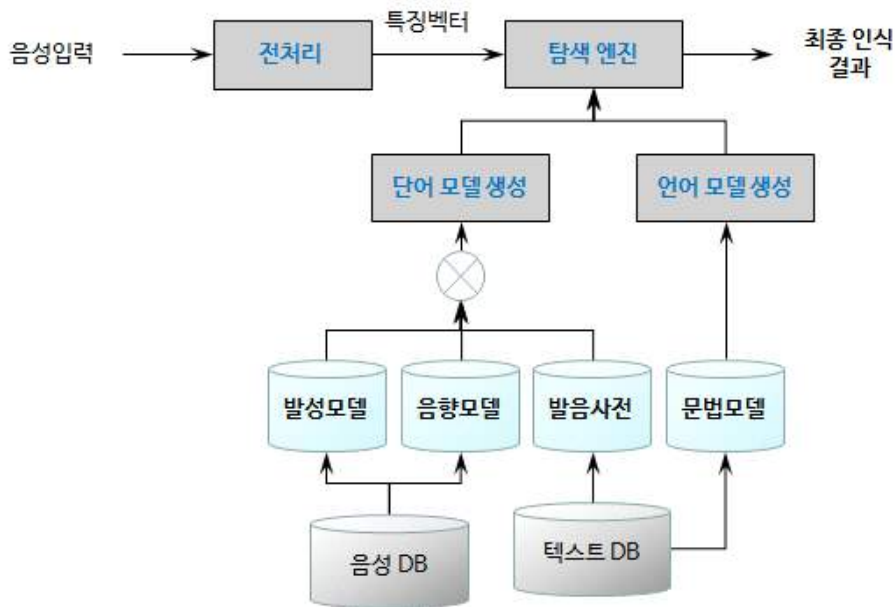 음성입력
전처리
특징벡터
탐색 엔진
최종 인식
결과
단어 모델 생성
언어 모델 생성
발성모델
음향모델
발음사전
문법모델
음성 DB
텍스트 DB